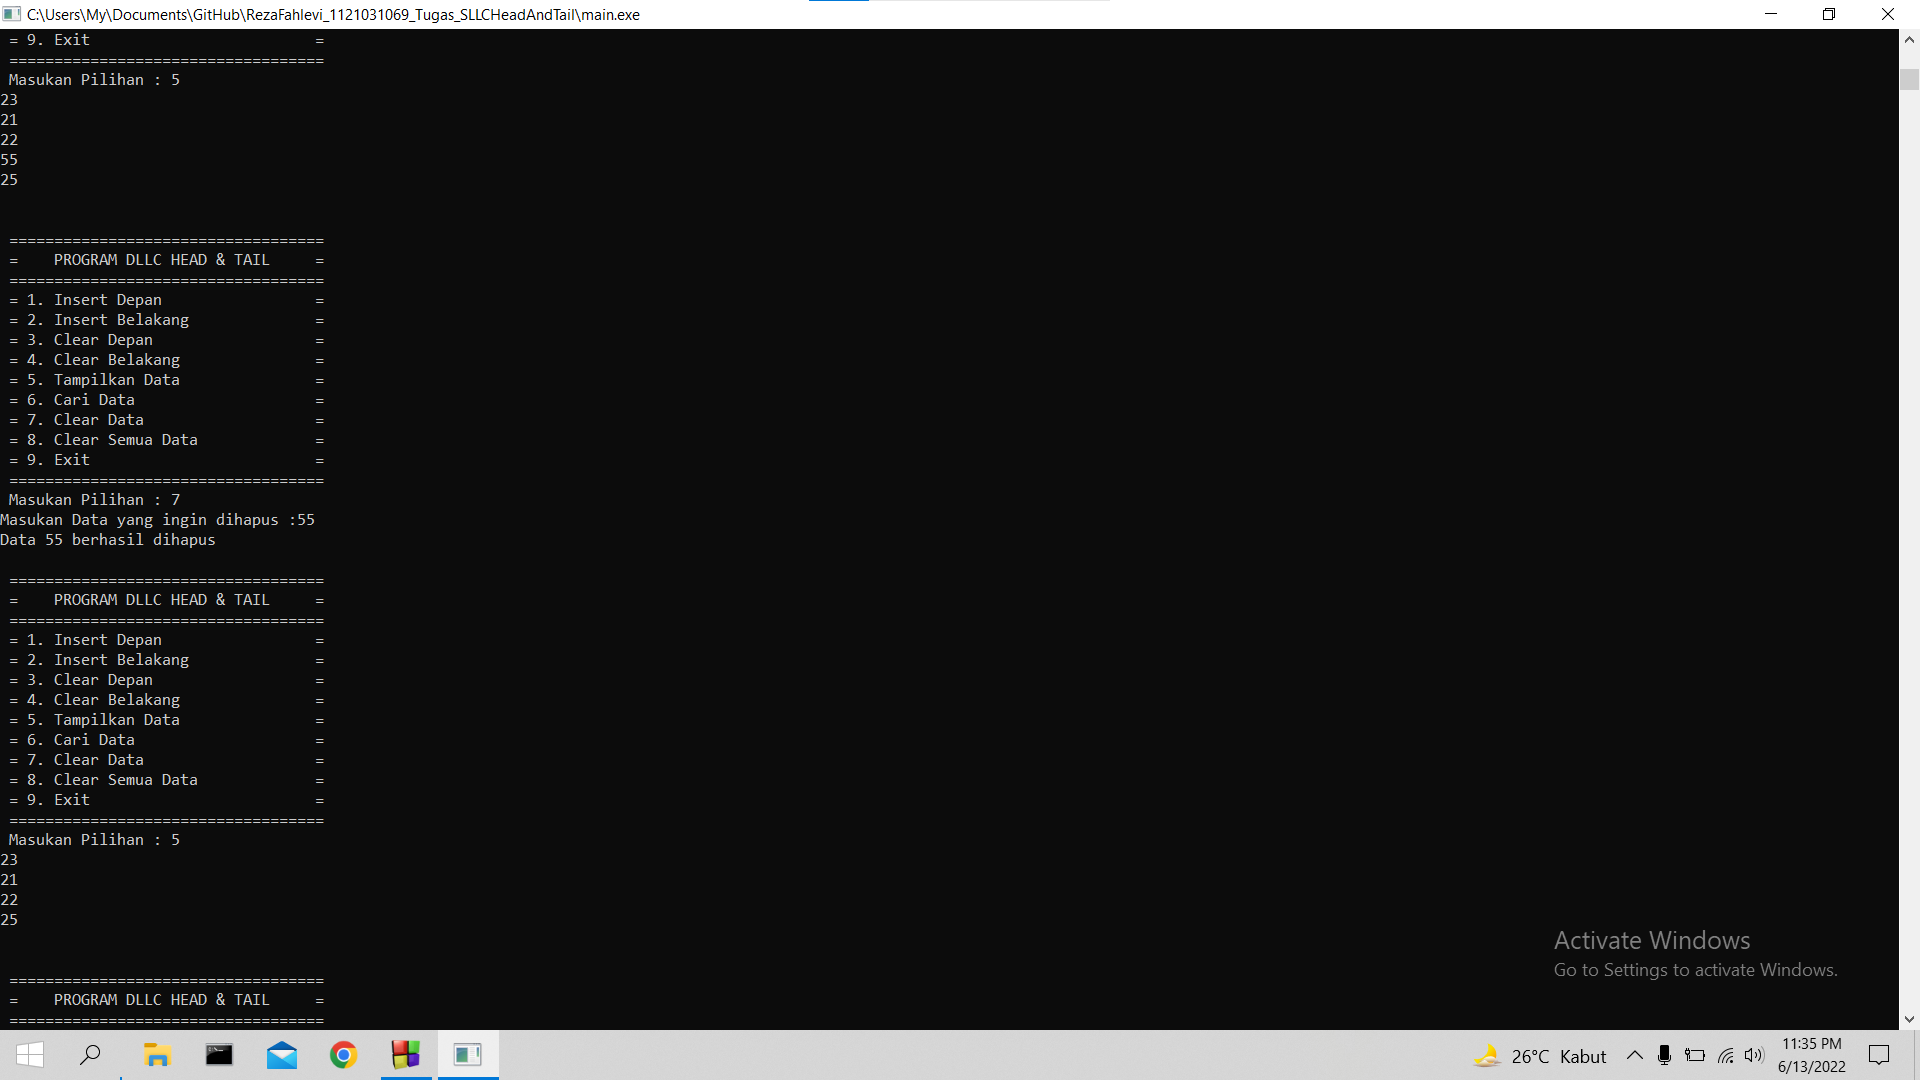 C:\Users\My\Documents\GitHub\RezaFahlevi_1121031069_Tugas_SLLCHeadAndTail\main.exe
= 9. Exit                         =
===================================
Masukan Pilihan : 5
23
21
22
55
25
===================================
=    PROGRAM DLLC HEAD & TAIL     =
===================================
= 1. Insert Depan                 =
= 2. Insert Belakang              =
= 3. Clear Depan                  =
= 4. Clear Belakang               =
= 5. Tampilkan Data               =
= 6. Cari Data                    =
= 7. Clear Data                   =
= 8. Clear Semua Data             =
= 9. Exit                         =
===================================
Masukan Pilihan : 7
Masukan Data yang ingin dihapus :55
Data 55 berhasil dihapus
===================================
=    PROGRAM DLLC HEAD & TAIL     =
===================================
= 1. Insert Depan                 =
= 2. Insert Belakang              =
= 3. Clear Depan                  =
= 4. Clear Belakang               =
= 5. Tampilkan Data               =
= 6. Cari Data                    =
= 7. Clear Data                   =
= 8. Clear Semua Data             =
= 9. Exit                         =
===================================
Masukan Pilihan : 5
23
21
22
25
===================================
=    PROGRAM DLLC HEAD & TAIL     =
===================================
Activate Windows
Go to Settings to activate Windows.
26°C Kabut
11:35 PM
6/13/2022